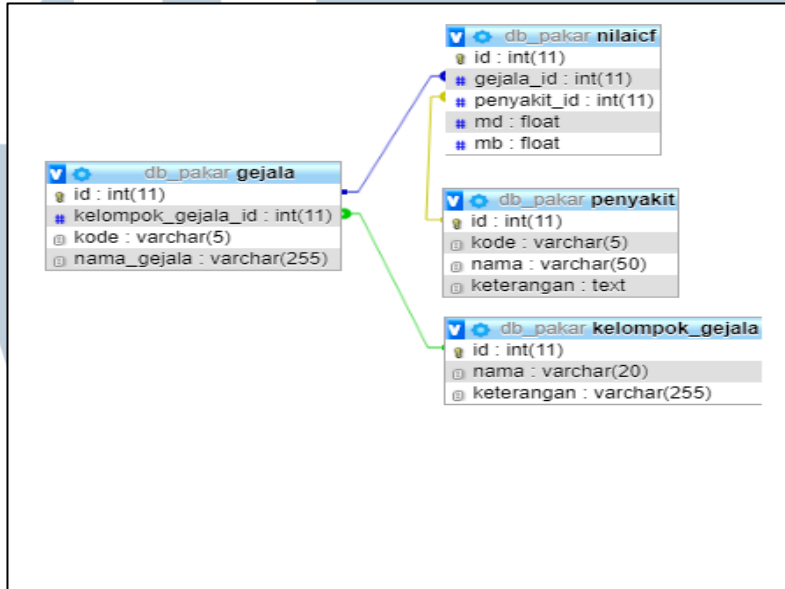 db_pakar gejala
id : int(11)
kelompok_gejala_id : int(11)
kode : varchar(5)
nama_gejala : varchar(255)
db_pakar nilaicf
id : int(11)
gejala_id : int(11)
penyakit_id : int(11)
md : float
mb : float
db_pakar penyakit
id : int(11)
kode : varchar(5)
nama : varchar(50)
keterangan : text
db_pakar kelompok_gejala
id : int(11)
nama : varchar(20)
keterangan : varchar(255)